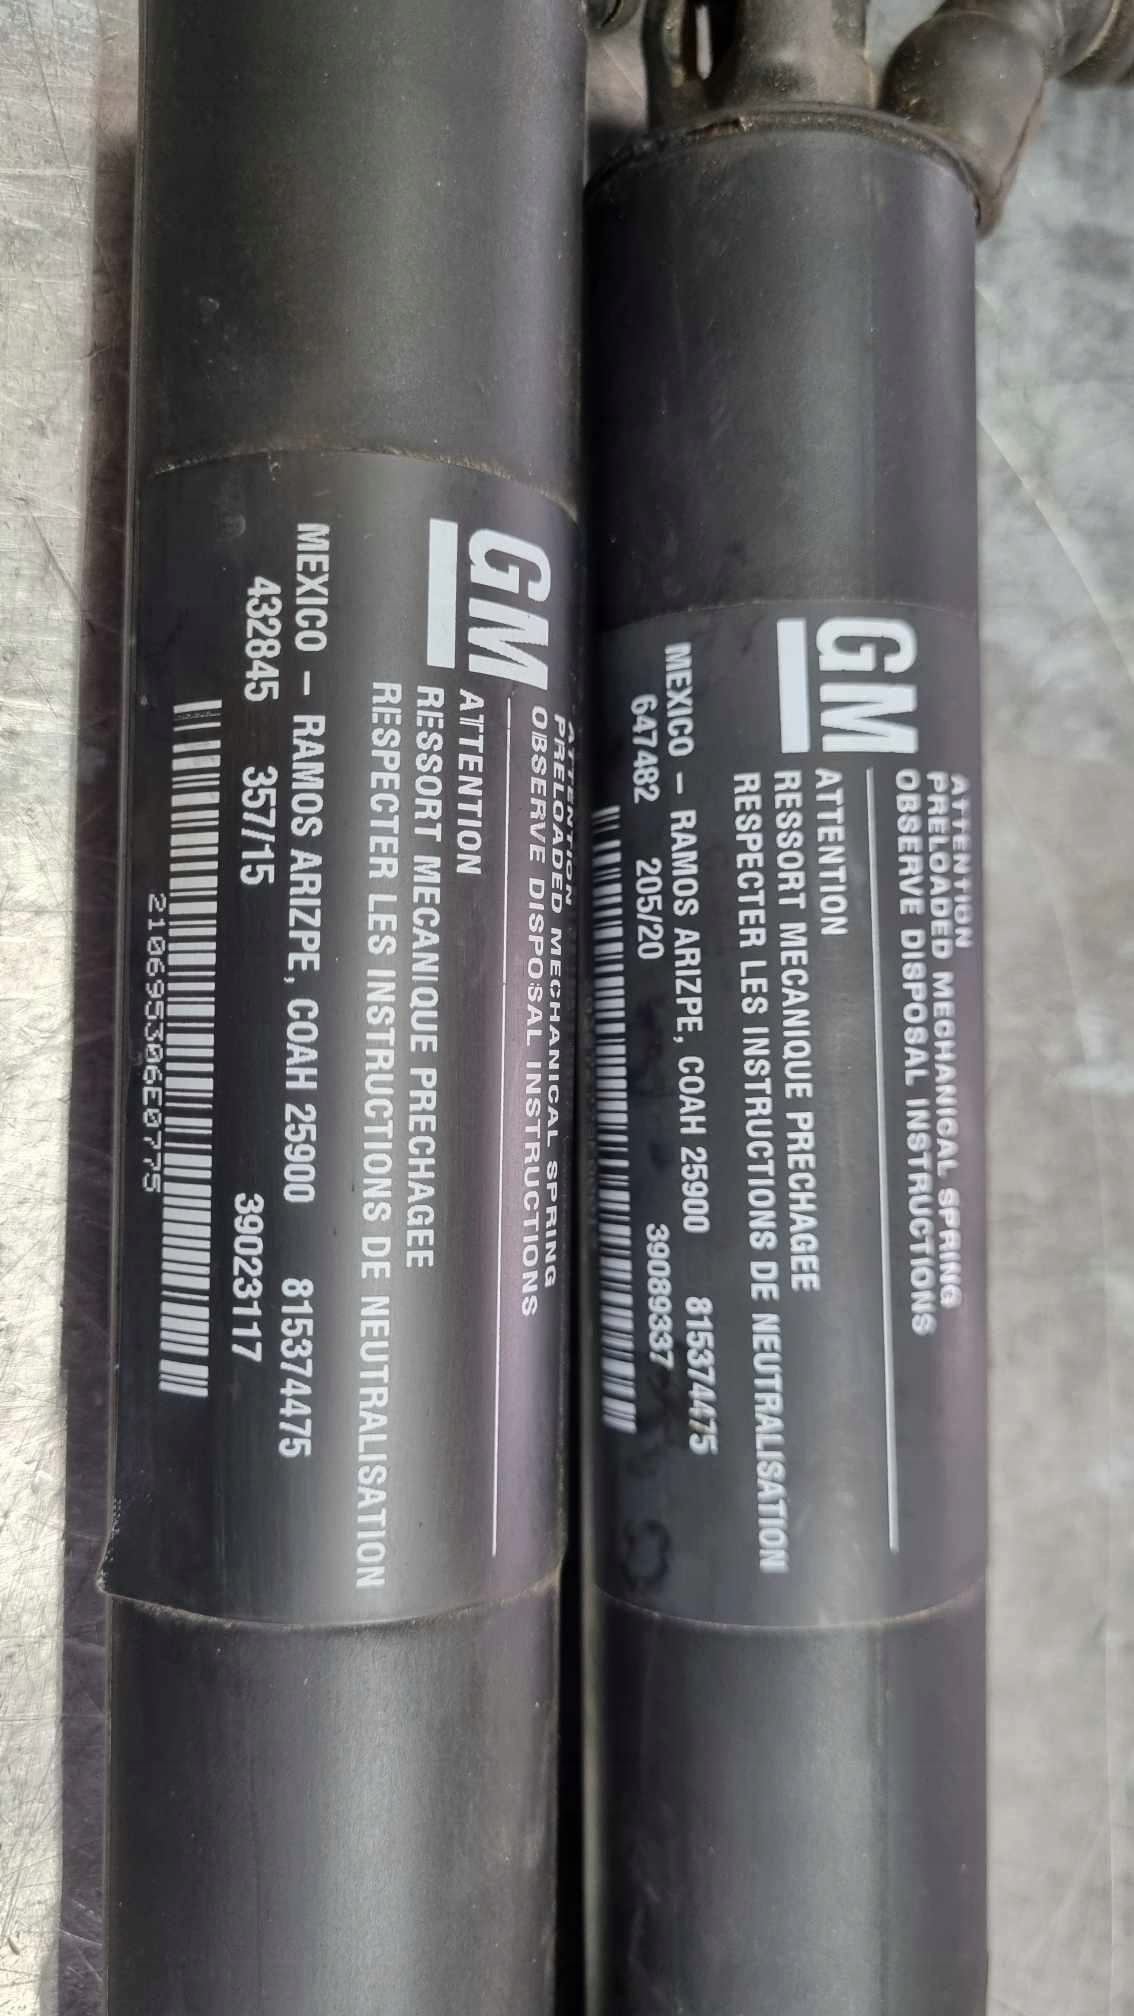 GM
ATTENTION
PRELOADED MECHANICAL SPRING
OBSERVE DISPOSAL INSTRUCTIONS
ATTENTION
RESSORT MECANIQUE PRECHAGEE
RESPECTER LES INSTRUCTIONS DE NEUTRALISATION
MEXICO – RAMOS ARIZPE, COAH 25900 815374475
432845 357/15 39023117
210695306E0775
GM
ATTENTION
PRELOADED MECHANICAL SPRING
OBSERVE DISPOSAL INSTRUCTIONS
ATTENTION
RESSORT MECANIQUE PRECHAGEE
RESPECTER LES INSTRUCTIONS DE NEUTRALISATION
MEXICO – RAMOS ARIZPE, COAH 25900 815374475
647482 205/20 39089337